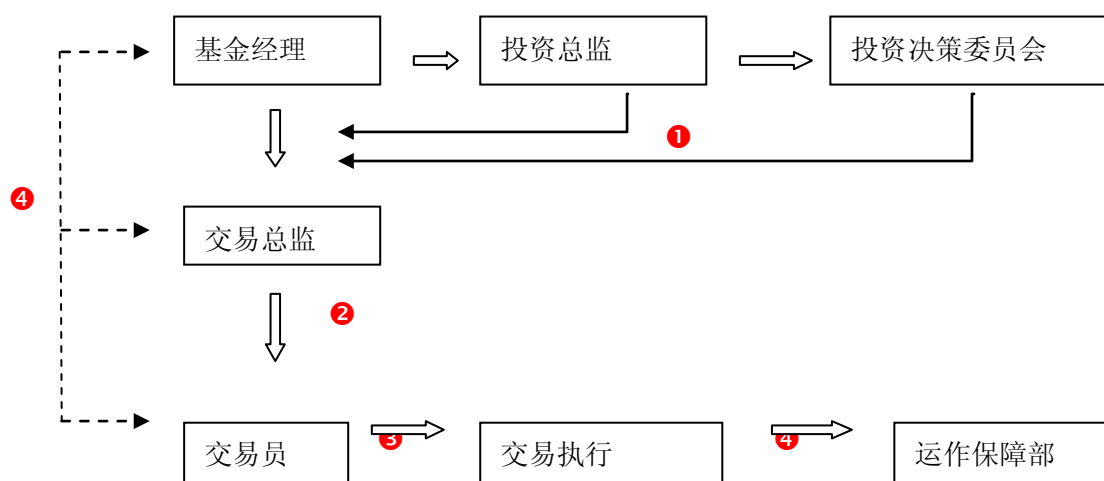 基金经理
投资总监
投资决策委员会
❶
❹
交易总监
❷
交易员
❸
交易执行
❹
运作保障部